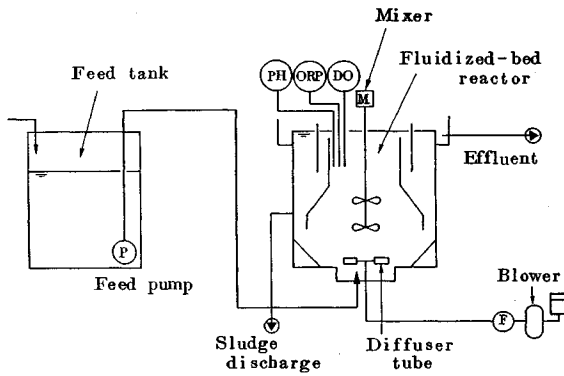 Mixer
Feed tank
PH
ORP
DO
Fluidized-bed
reactor
M
Effluent
P
Feed pump
Blower
F
Sludge
discharge
Diffuser
tube